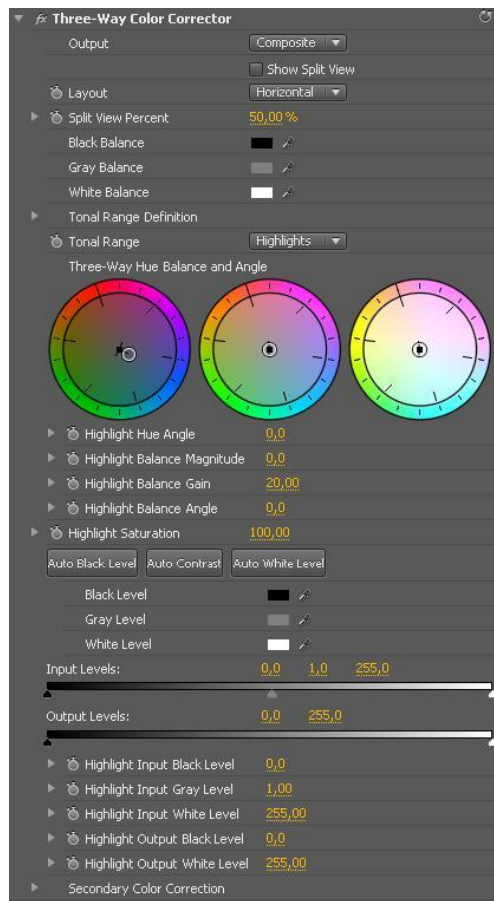 fx Three-Way Color Corrector
Output Composite
Show Split View
Layout Horizontal
Split View Percent 50,00 %
Black Balance
Gray Balance
White Balance
Tonal Range Definition
Tonal Range Highlights
Three-Way Hue Balance and Angle
Highlight Hue Angle 0,0
Highlight Balance Magnitude 0,0
Highlight Balance Gain 20,00
Highlight Balance Angle 0,0
Highlight Saturation 100,00
Auto Black Level Auto Contrast Auto White Level
Black Level
Gray Level
White Level
Input Levels: 0,0 1,0 255,0
Output Levels: 0,0 255,0
Highlight Input Black Level 0,0
Highlight Input Gray Level 1,00
Highlight Input White Level 255,00
Highlight Output Black Level 0,0
Highlight Output White Level 255,00
Secondary Color Correction